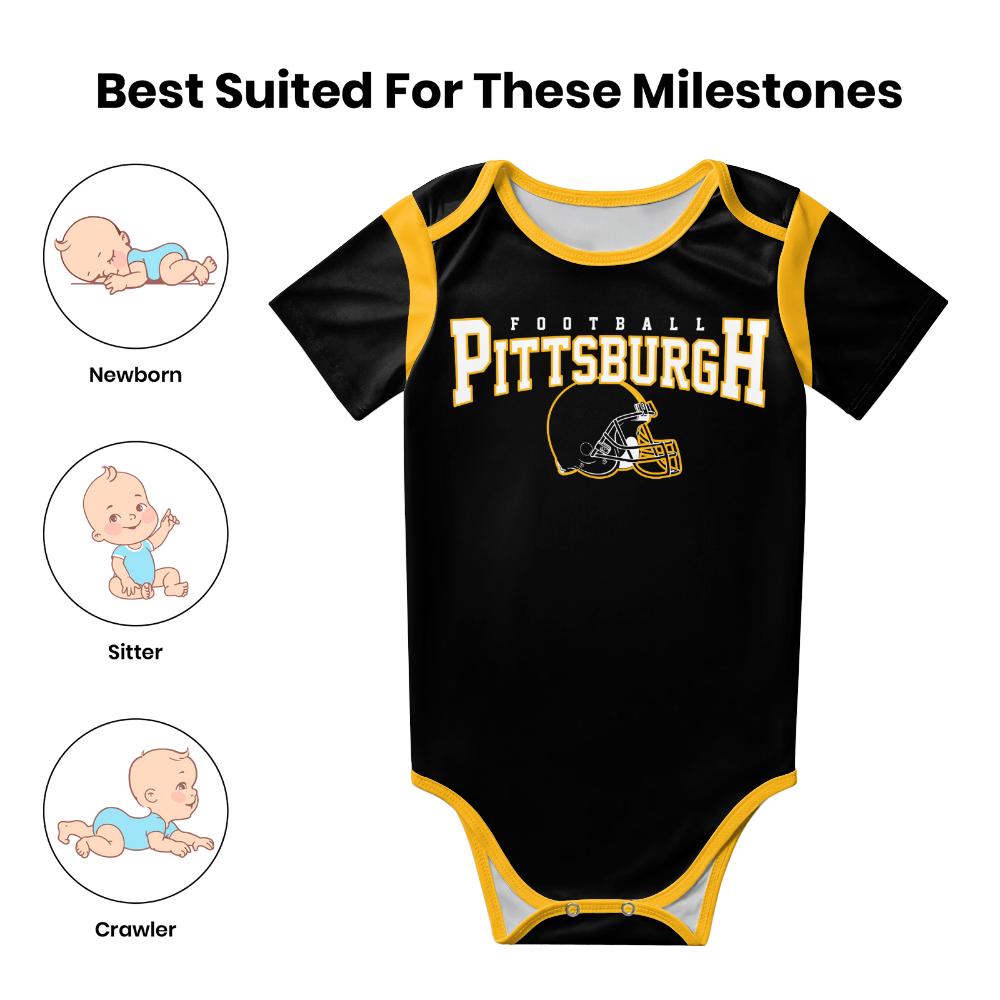 Best Suited For These Milestones
Newborn
FOOTBALL
PITTSBURGH
Sitter
Crawler